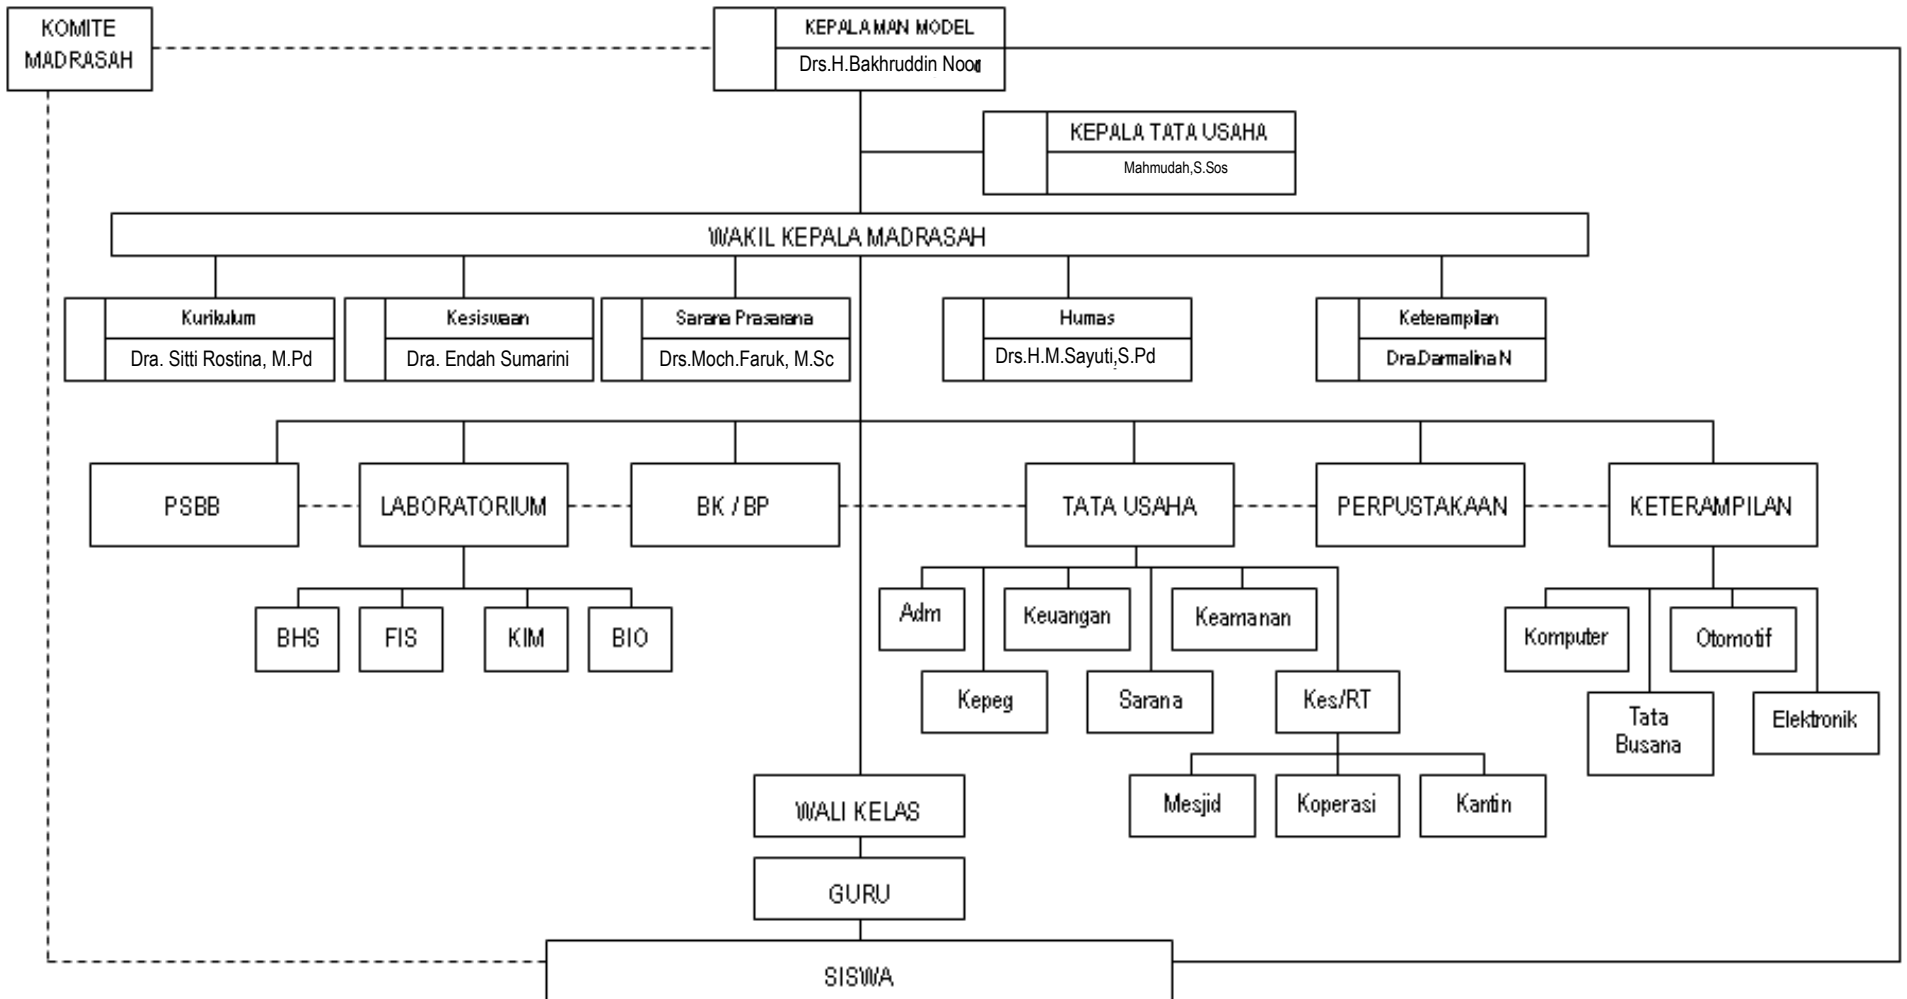 KOMITE
MADRASAH
KEPALA MAN MODEL
Drs.H.Bakhruddin Noor
KEPALA TATA USAHA
Mahmudah,S.Sos
WAKIL KEPALA MADRASAH
Kurikulum
Dra. Sitti Rostina, M.Pd
Kesiswaan
Dra. Endah Sumarini
Sarana Prasarana
Drs.Moch.Faruk, M.Sc
Humas
Drs.H.M.Sayuti,S.Pd
Keterampilan
Dra.Darmalina N
PSBB
LABORATORIUM
BK / BP
TATA USAHA
PERPUSTAKAAN
KETERAMPILAN
BHS
FIS
KIM
BIO
Adm
Keuangan
Keamanan
Kepeg
Sarana
Kes/RT
Mesjid
Koperasi
Kantin
Komputer
Otomotif
Tata
Busana
Elektronik
WALI KELAS
GURU
SISWA